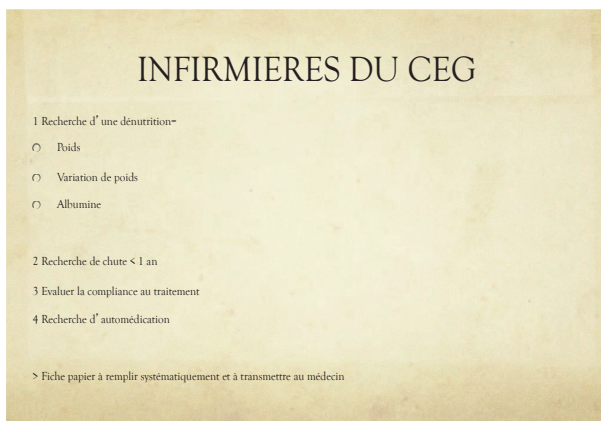 INFIRMIERES DU CEG
1 Recherche d’ une dénutrition-
Poids
Variation de poids
Albumine
2 Recherche de chute < 1 an
3 Evaluer la compliance au traitement
4 Recherche d’ automédication
> Fiche papier à remplir systématiquement et à transmettre au médecin